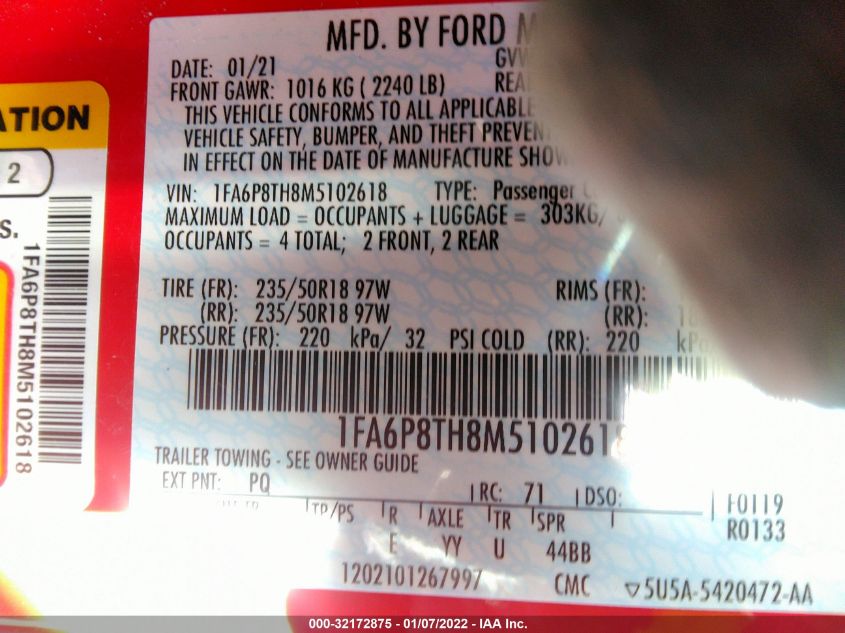 MFD. BY FORD
DATE: 01/21
FRONT GAWR: 1016 KG ( 2240 LB)
THIS VEHICLE CONFORMS TO ALL APPLICABLE
VEHICLE SAFETY, BUMPER, AND THEFT
IN EFFECT ON THE DATE OF MANUFACTURE
VIN: 1FA6P8TH8M5102618 TYPE: Passenger
MAXIMUM LOAD = OCCUPANTS + LUGGAGE = 303KG/
OCCUPANTS = 4 TOTAL; 2 FRONT, 2 REAR
TIRE (FR): 235/50R18 97W RIMS (FR):
(RR): 235/50R18 97W (RR):
PRESSURE (FR): 220 kPa/ 32 PSI COLD (RR): 220
1FA6P8TH8M5102618
TRAILER TOWING - SEE OWNER GUIDE
EXT PNT: PQ RC: 71 DSO: F0119
R0133
TP/PS R AXLE TR SPR
E YY U 44BB
1202101267997 CMC ▽5U5A-5420472-AA
2
1FA6P8TH8M5102618
000-32172875 - 01/07/2022 - IAA Inc.